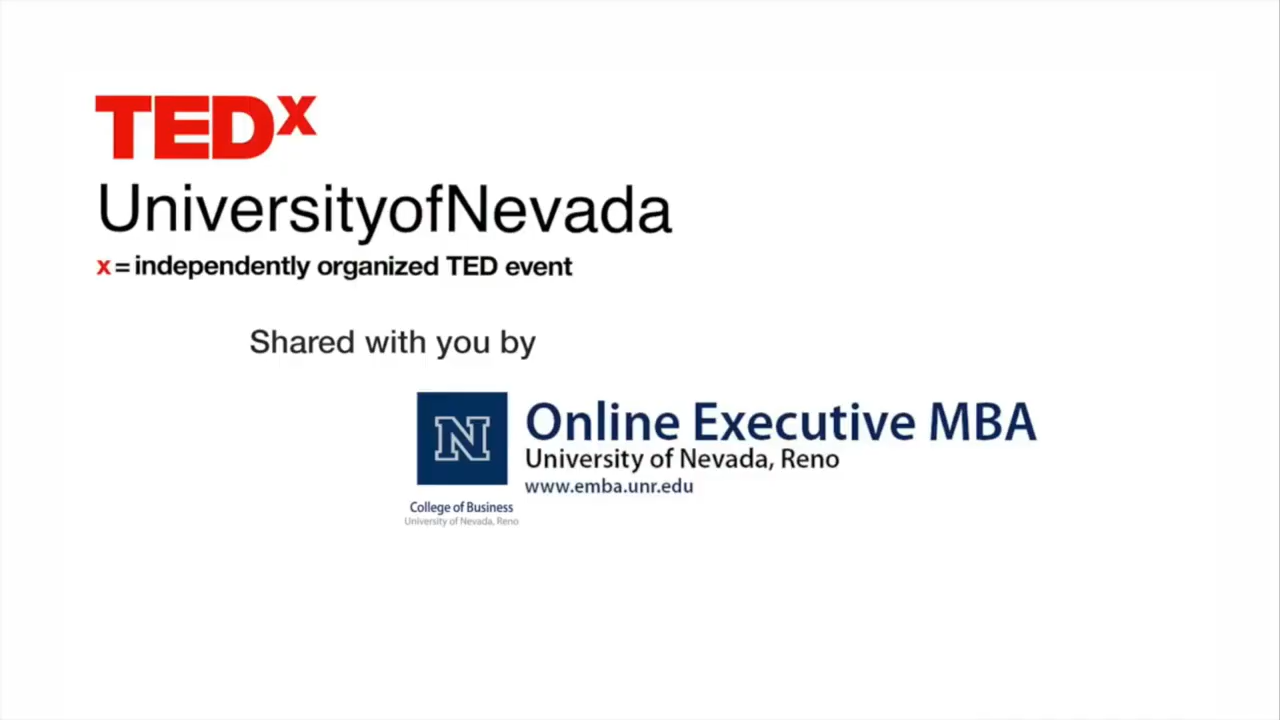 TEDx
UniversityofNevada
x = independently organized TED event
Shared with you by
N
Online Executive MBA
University of Nevada, Reno
www.emba.unr.edu
College of Business
University of Nevada, Reno